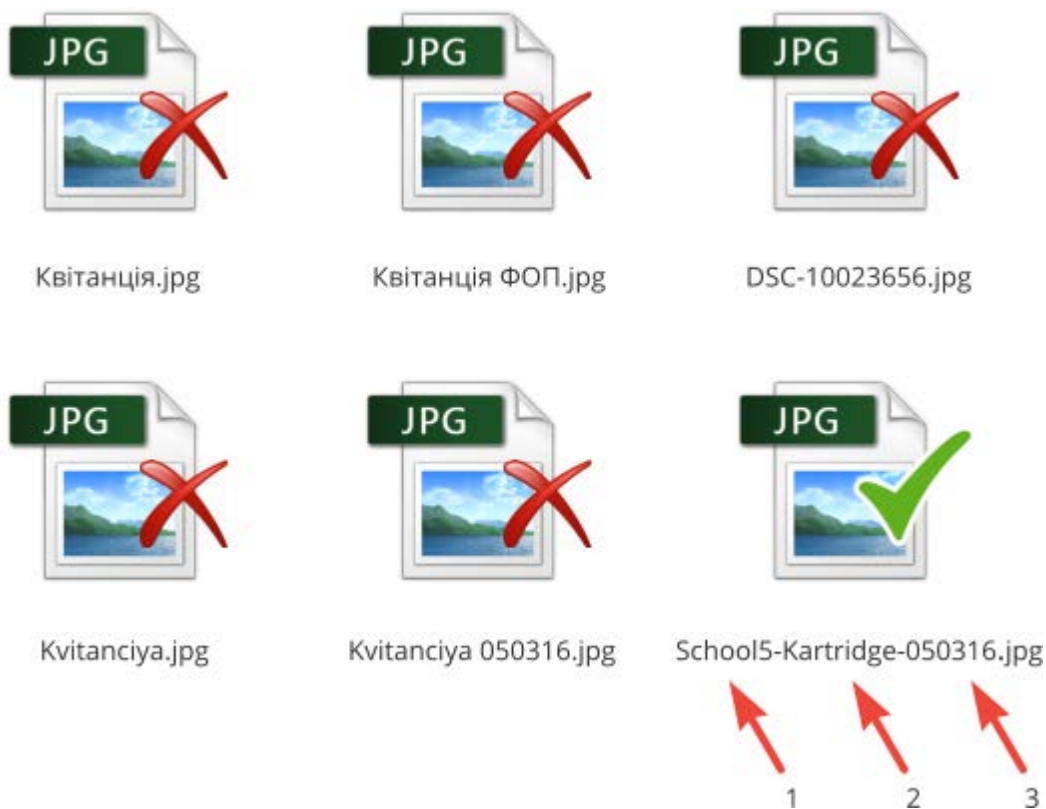 JPG
JPG
JPG
Квітанція.jpg
Квітанція ФОП.jpg
DSC-10023656.jpg
JPG
JPG
JPG
Kvitanciya.jpg
Kvitanciya 050316.jpg
School5-Kartridge-050316.jpg
1
2
3